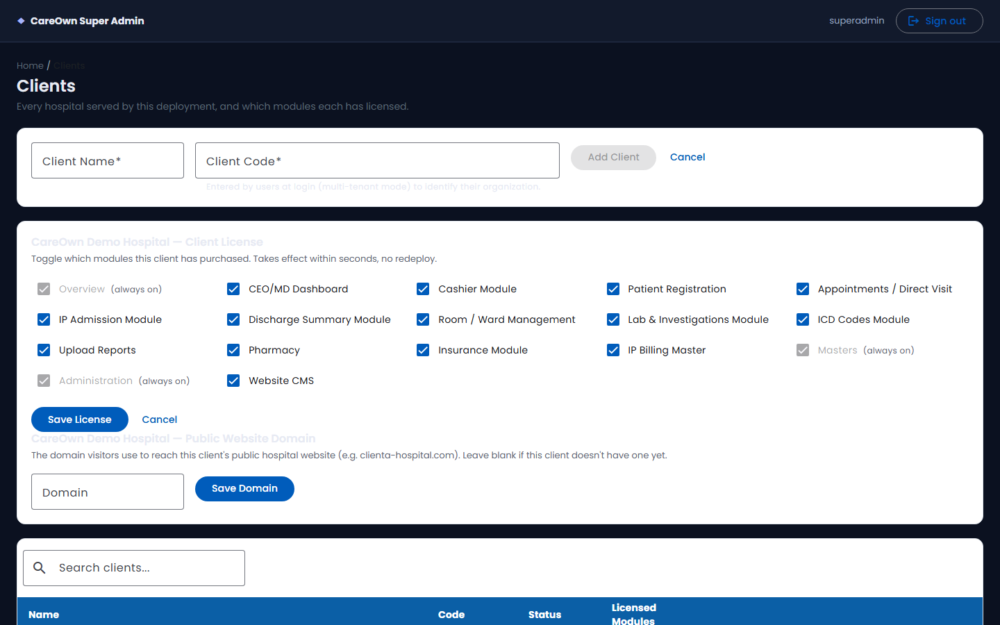 CareOwn Super Admin
superadmin
Sign out
Home / Clients
Clients
Every hospital served by this deployment, and which modules each has licensed.
Client Name*
Client Code*
Add Client
Cancel
Entered by users at login (multi-tenant mode) to identify their organization.
CareOwn Demo Hospital — Client License
Toggle which modules this client has purchased. Takes effect within seconds, no redeploy.
Overview (always on)
CEO/MD Dashboard
Cashier Module
Patient Registration
Appointments / Direct Visit
IP Admission Module
Discharge Summary Module
Room / Ward Management
Lab & Investigations Module
ICD Codes Module
Upload Reports
Pharmacy
Insurance Module
IP Billing Master
Masters (always on)
Administration (always on)
Website CMS
Save License
Cancel
CareOwn Demo Hospital — Public Website Domain
The domain visitors use to reach this client's public hospital website (e.g. clienta-hospital.com). Leave blank if this client doesn't have one yet.
Domain
Save Domain
Search clients...
Name
Code
Status
Licensed
Modules